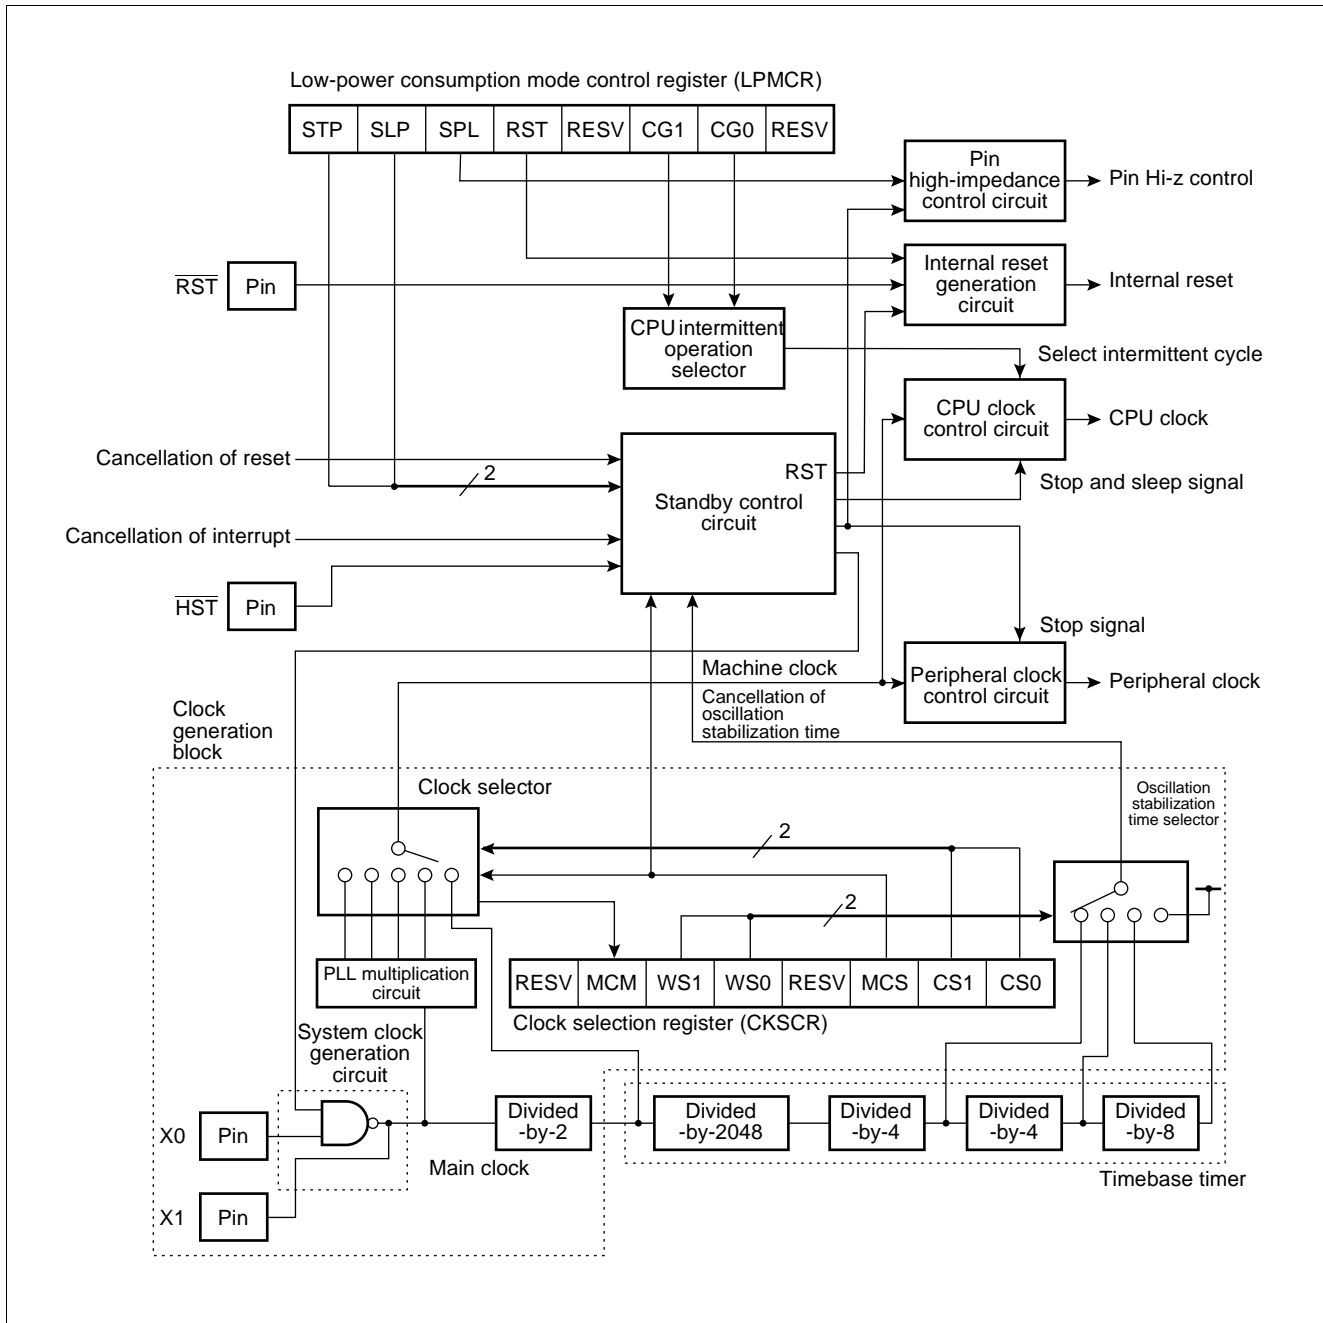 Low-power consumption mode control register (LPMCR)
STP SLP SPL RST RESV CG1 CG0 RESV
Pin
high-impedance
control circuit
Pin Hi-z control
RST
Pin
Internal reset
generation
circuit
Internal reset
CPU intermittent
operation
selector
Select intermittent cycle
CPU clock
control circuit
CPU clock
Cancellation of reset
2
RST
Standby control
circuit
Stop and sleep signal
Cancellation of interrupt
HST
Pin
Stop signal
Machine clock
Peripheral clock
control circuit
Peripheral clock
Cancellation of
oscillation
stabilization time
Clock
generation
block
Clock selector
Oscillation
stabilization
time selector
2
2
PLL multiplication
circuit
RESV MCM WS1 WS0 RESV MCS CS1 CS0
Clock selection register (CKSCR)
System clock
generation
circuit
X0
Pin
Divided
-by-2
Divided
-by-2048
Divided
-by-4
Divided
-by-4
Divided
-by-8
Main clock
Timebase timer
X1
Pin